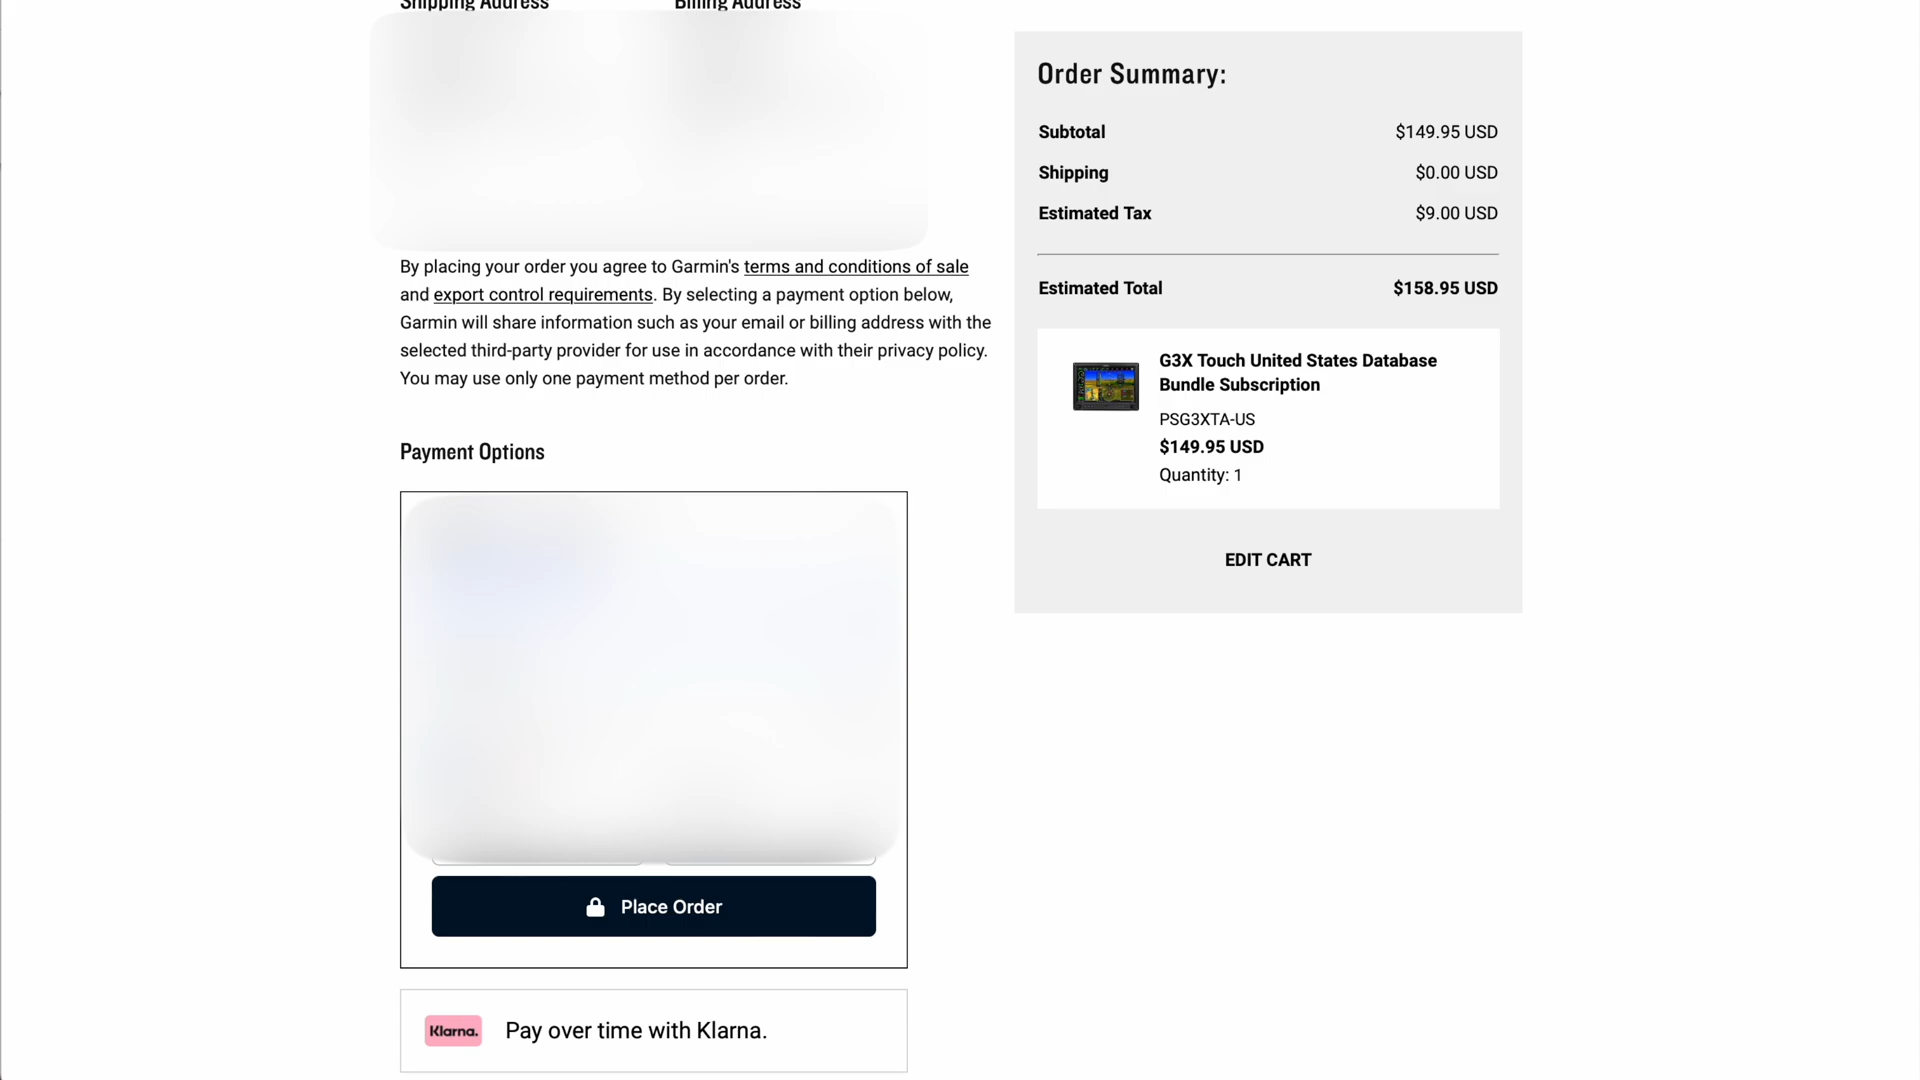 Shipping Address
Billing Address
By placing your order you agree to Garmin's terms and conditions of sale
and export control requirements. By selecting a payment option below,
Garmin will share information such as your email or billing address with the
selected third-party provider for use in accordance with their privacy policy.
You may use only one payment method per order.
Payment Options
Place Order
Klarna.
Pay over time with Klarna.
Order Summary:
Subtotal $149.95 USD
Shipping $0.00 USD
Estimated Tax $9.00 USD
Estimated Total $158.95 USD
G3X Touch United States Database
Bundle Subscription
PSG3XTA-US
$149.95 USD
Quantity: 1
EDIT CART